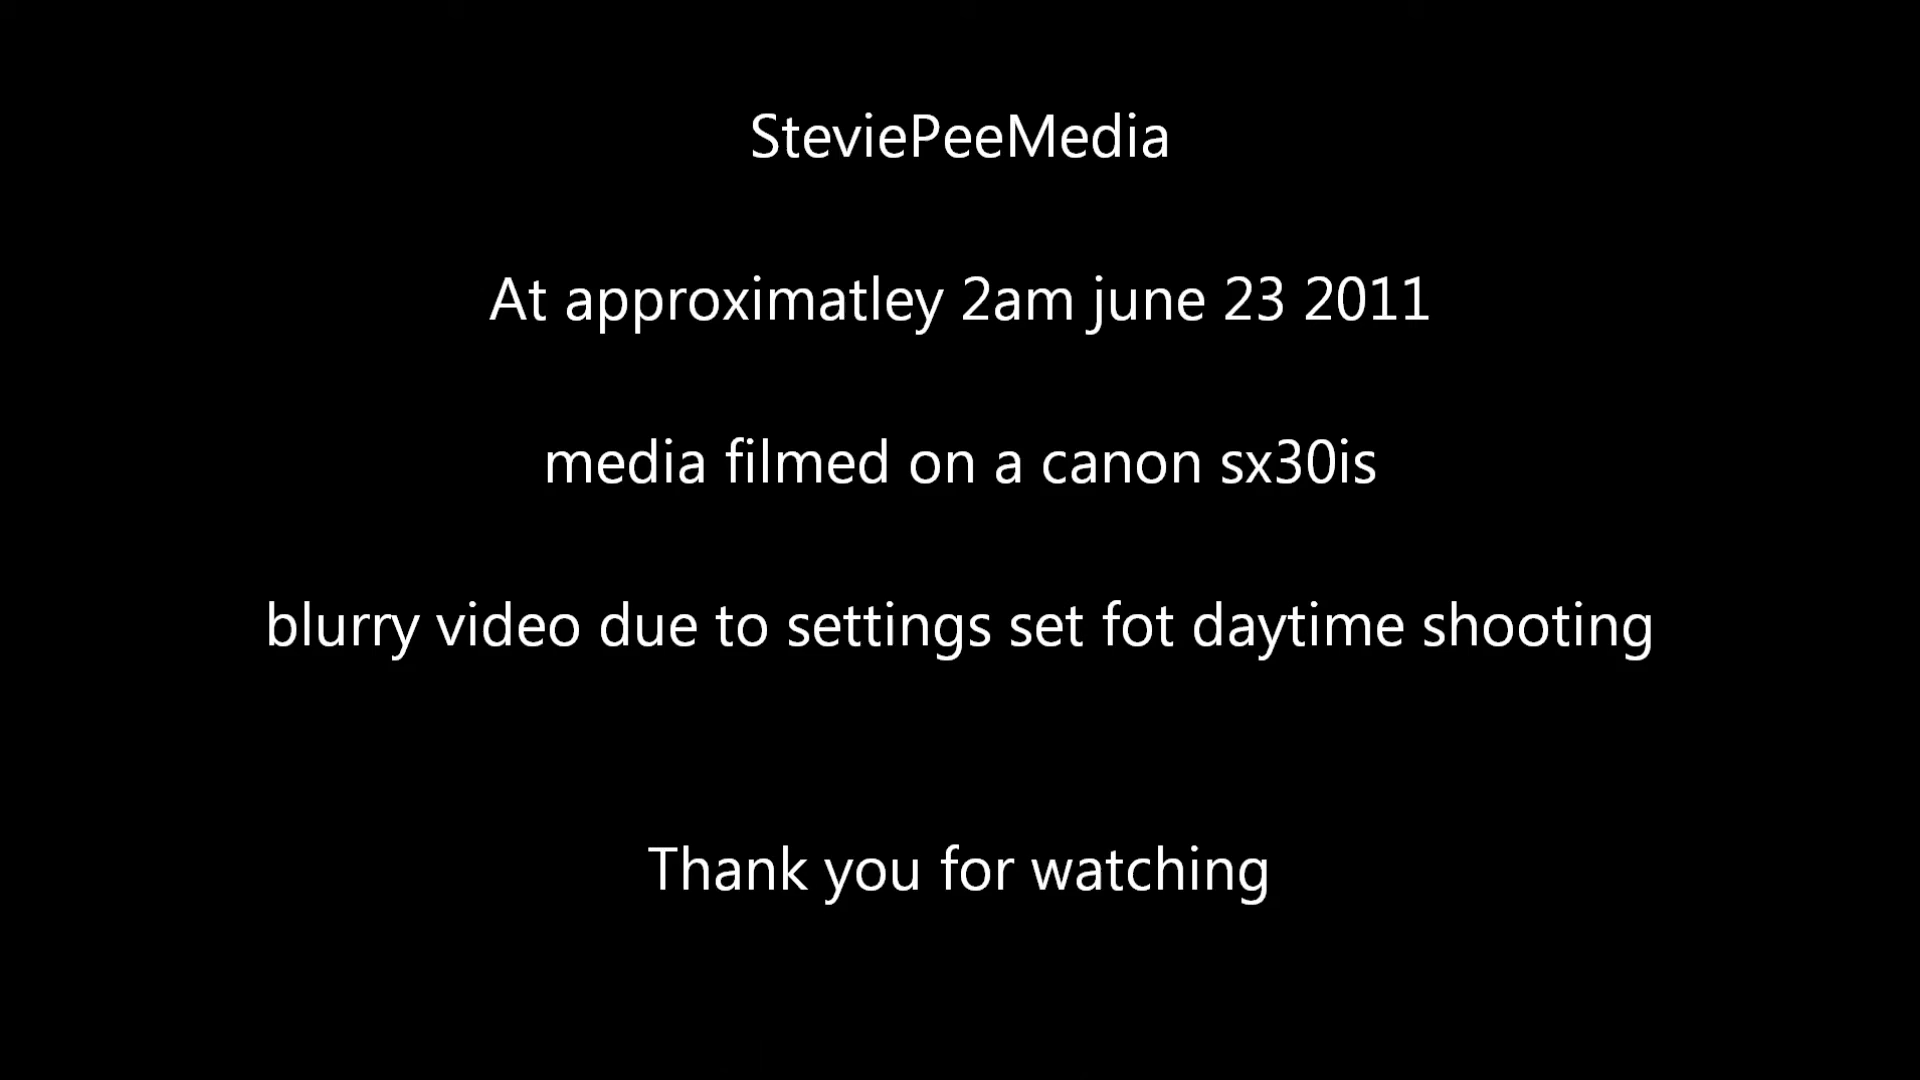 SteviePeeMedia
At approximatley 2am june 23 2011
media filmed on a canon sx30is
blurry video due to settings set fot daytime shooting
Thank you for watching